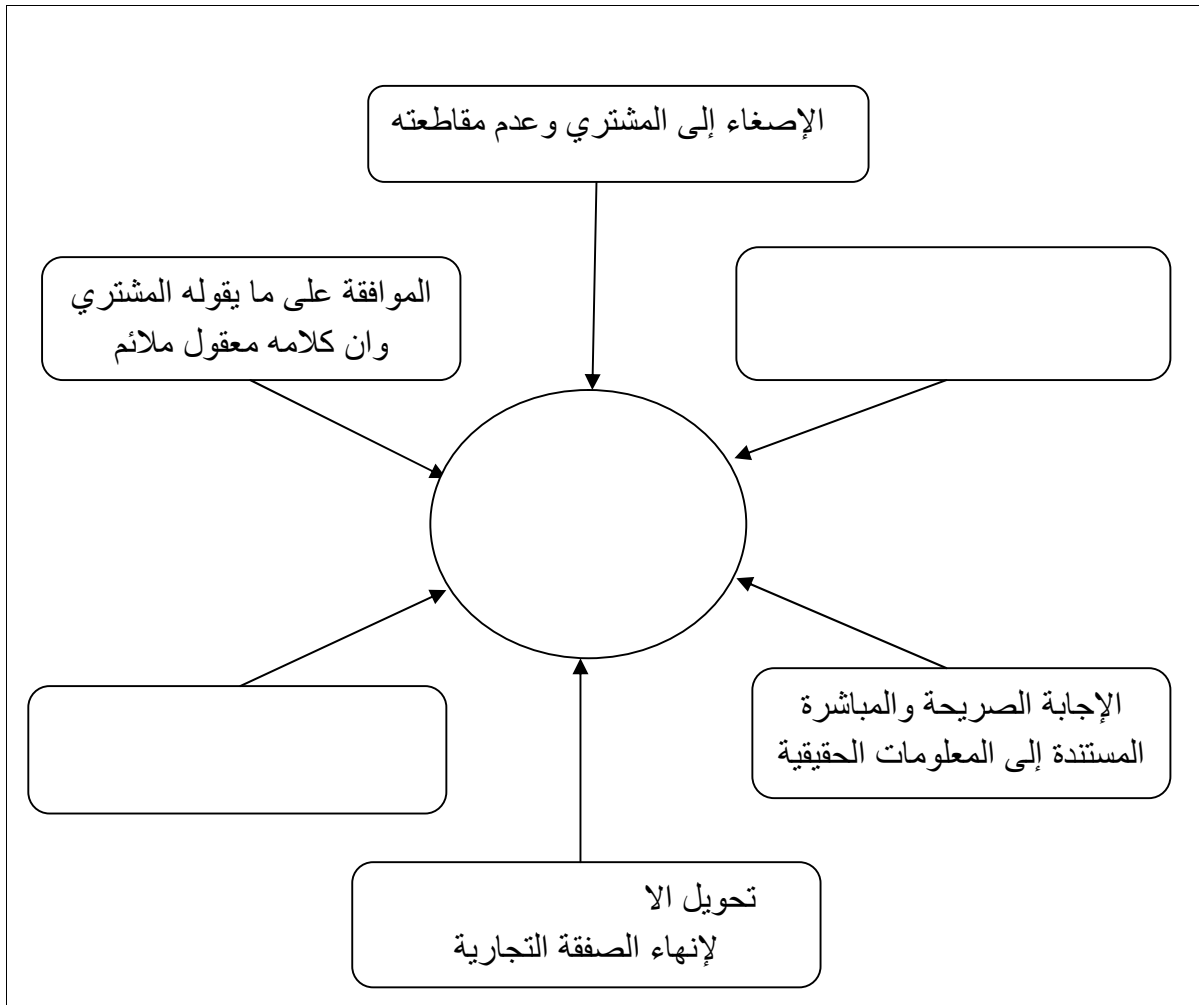 الإصغاء إلى المشتري وعدم مقاطعته
الموافقة على ما يقوله المشتري
وان كلامه معقول ملائم
الإجابة الصريحة والمباشرة
المستندة إلى المعلومات الحقيقية
تحويل الا
لإنهاء الصفقة التجارية